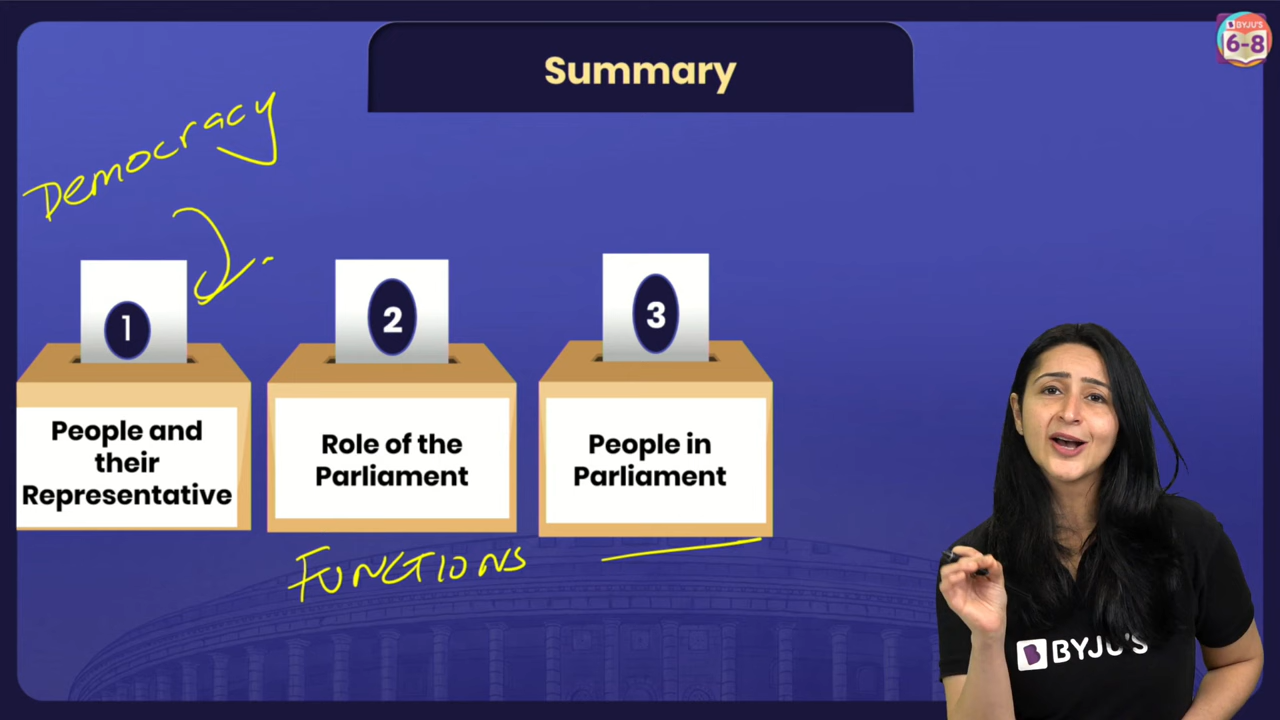 BYJU'S
6-8
Summary
Democracy
1
2
3
People and
their
Representative
Role of the
Parliament
People in
Parliament
FUNCTIONS
B BYJU'S